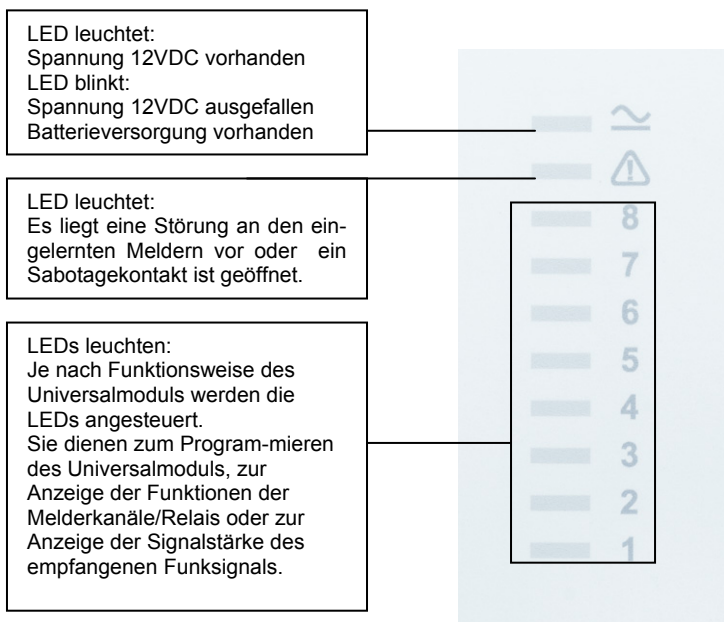 LED leuchtet:
Spannung 12VDC vorhanden
LED blinkt:
Spannung 12VDC ausgefallen
Batterieversorgung vorhanden
LED leuchtet:
Es liegt eine Störung an den ein-
gelernten Meldern vor oder ein
Sabotagekontakt ist geöffnet.
LEDs leuchten:
Je nach Funktionsweise des
Universalmoduls werden die
LEDs angesteuert.
Sie dienen zum Program-mieren
des Universalmoduls, zur
Anzeige der Funktionen der
Melderkanäle/Relais oder zur
Anzeige der Signalstärke des
empfangenen Funksignals.
8
7
6
5
4
3
2
1